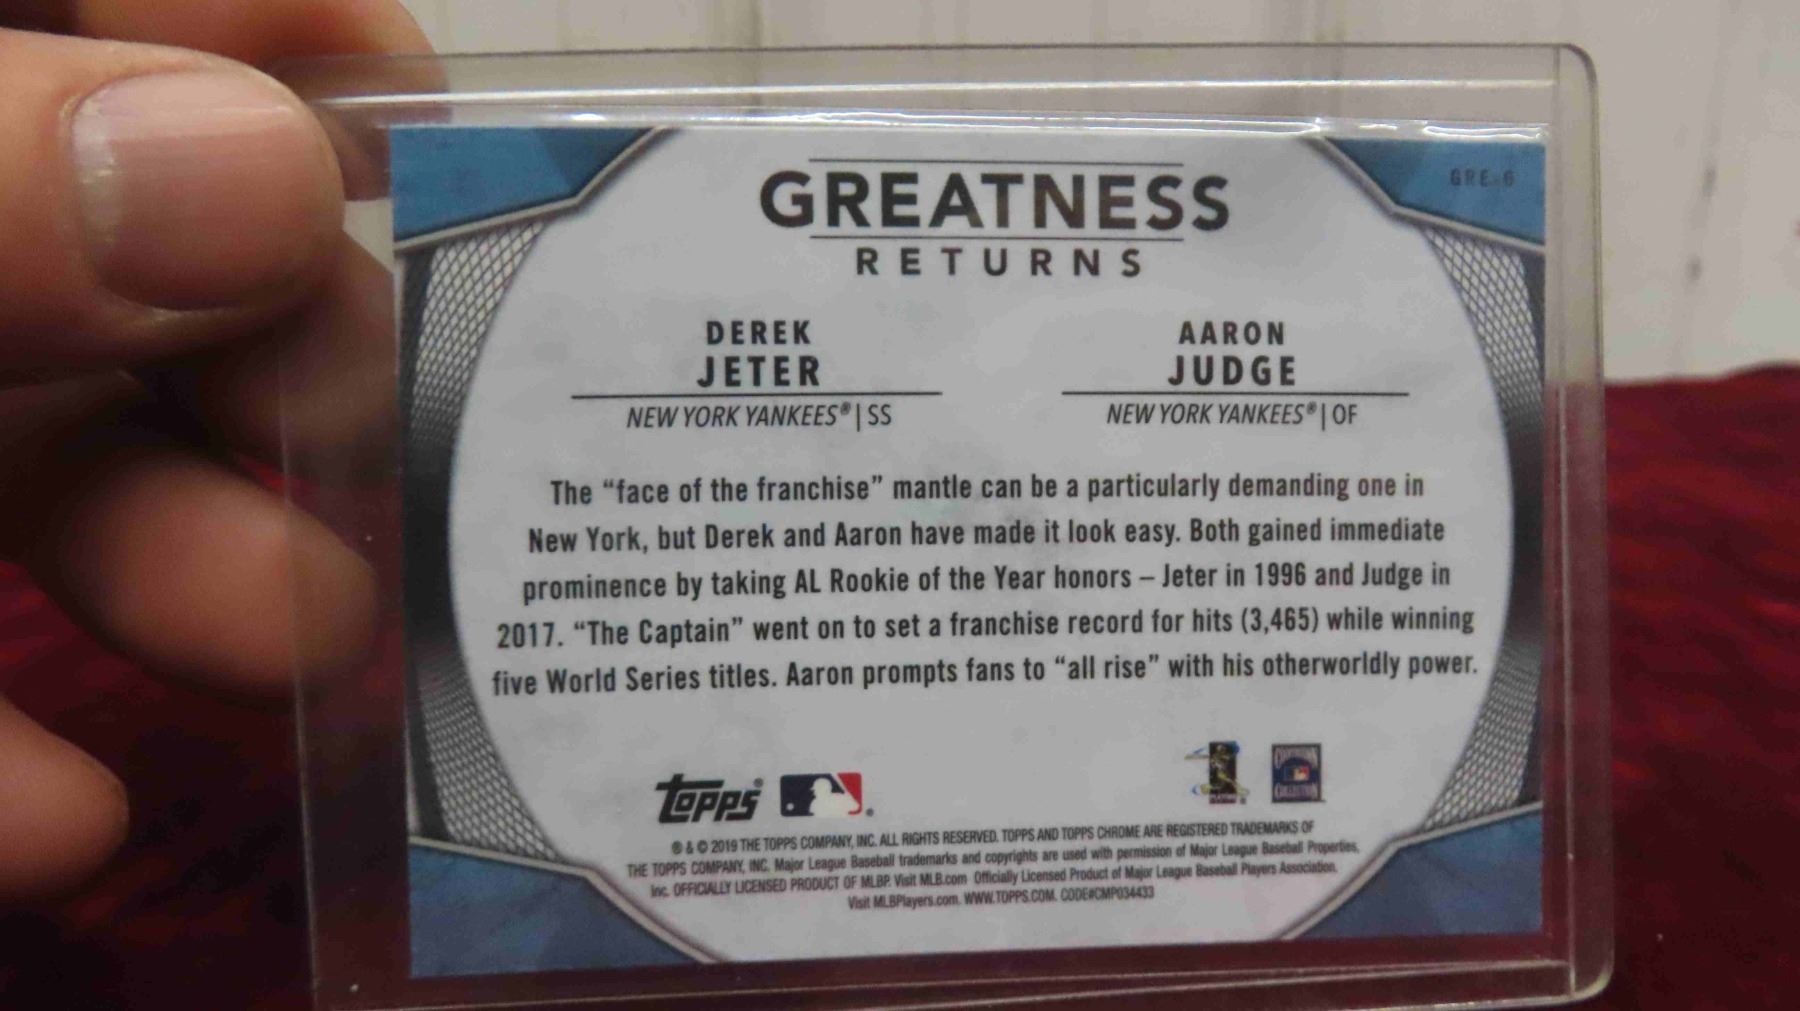 GRE-6
GREATNESS
RETURNS
DEREK
JETER
NEW YORK YANKEES® | SS
AARON
JUDGE
NEW YORK YANKEES® | OF
The “face of the franchise” mantle can be a particularly demanding one in
New York, but Derek and Aaron have made it look easy. Both gained immediate
prominence by taking AL Rookie of the Year honors – Jeter in 1996 and Judge in
2017. “The Captain” went on to set a franchise record for hits (3,465) while winning
five World Series titles. Aaron prompts fans to “all rise” with his otherworldly power.
topps®
COOPERSTOWN
COLLECTION
® & © 2019 THE TOPPS COMPANY, INC. ALL RIGHTS RESERVED. TOPPS AND TOPPS CHROME ARE REGISTERED TRADEMARKS OF
THE TOPPS COMPANY, INC. Major League Baseball trademarks and copyrights are used with permission of Major League Baseball Properties,
Inc. OFFICIALLY LICENSED PRODUCT OF MLBP. Visit MLB.com Officially Licensed Product of Major League Baseball Players Association,
Visit MLBPlayers.com. WWW.TOPPS.COM. CODE#CMP034433